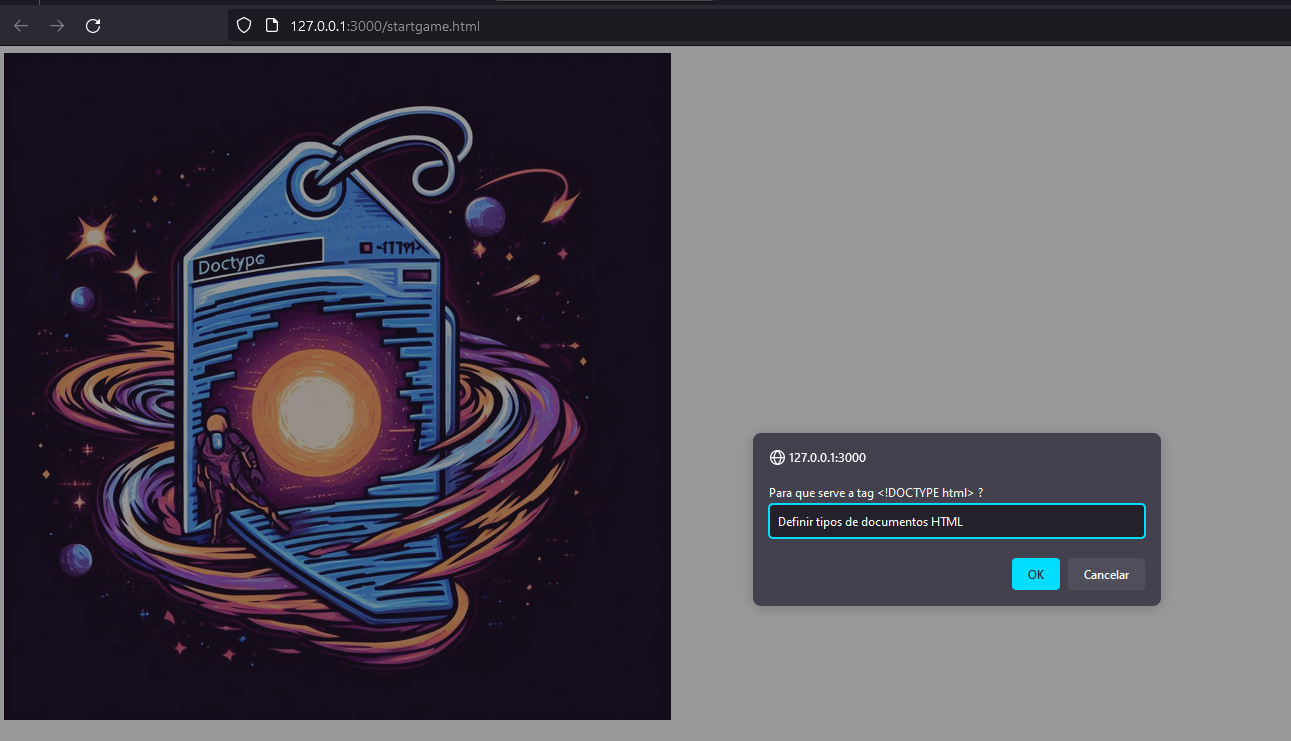 127.0.0.1:3000/startgame.html
Doctype
127.0.0.1:3000
Para que serve a tag <!DOCTYPE html> ?
Definir tipos de documentos HTML
OK
Cancelar